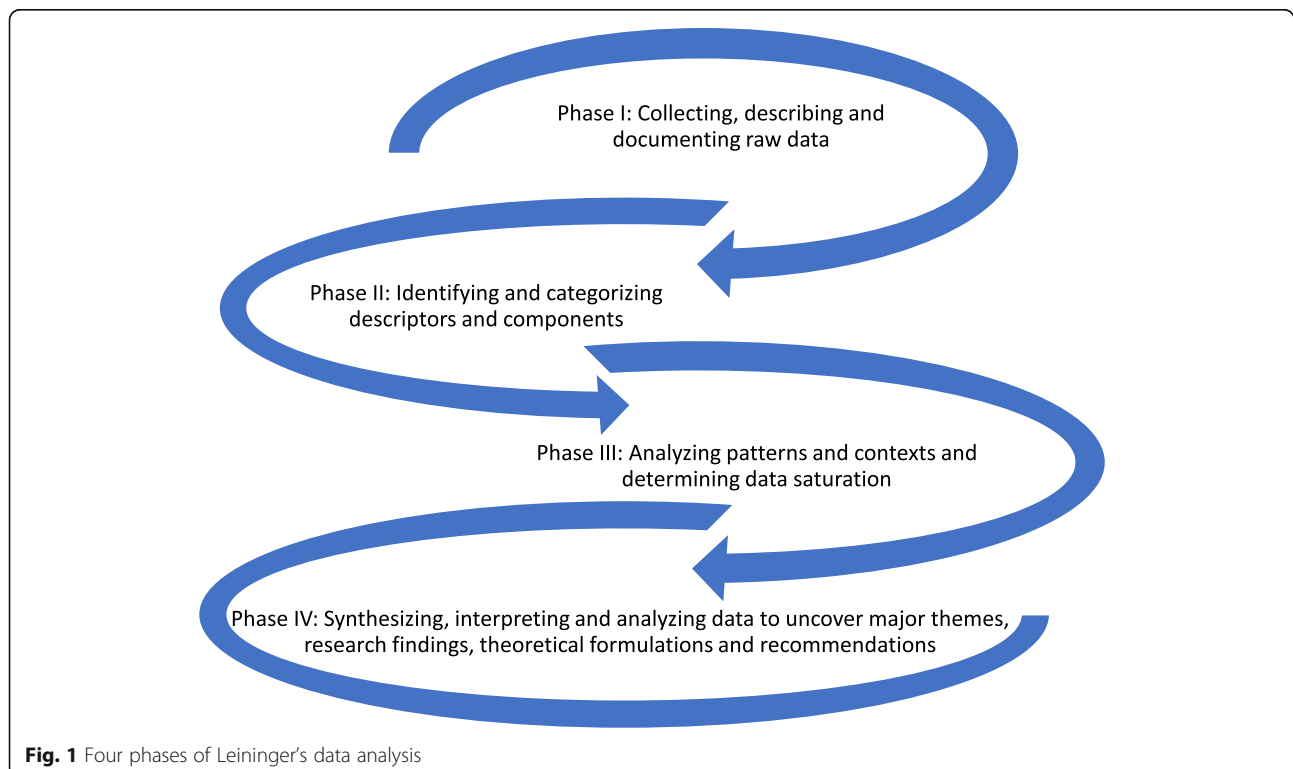 Phase I: Collecting, describing and
documenting raw data
Phase II: Identifying and categorizing
descriptors and components
Phase III: Analyzing patterns and contexts and
determining data saturation
Phase IV: Synthesizing, interpreting and analyzing data to uncover major themes,
research findings, theoretical formulations and recommendations
Fig. 1 Four phases of Leininger's data analysis